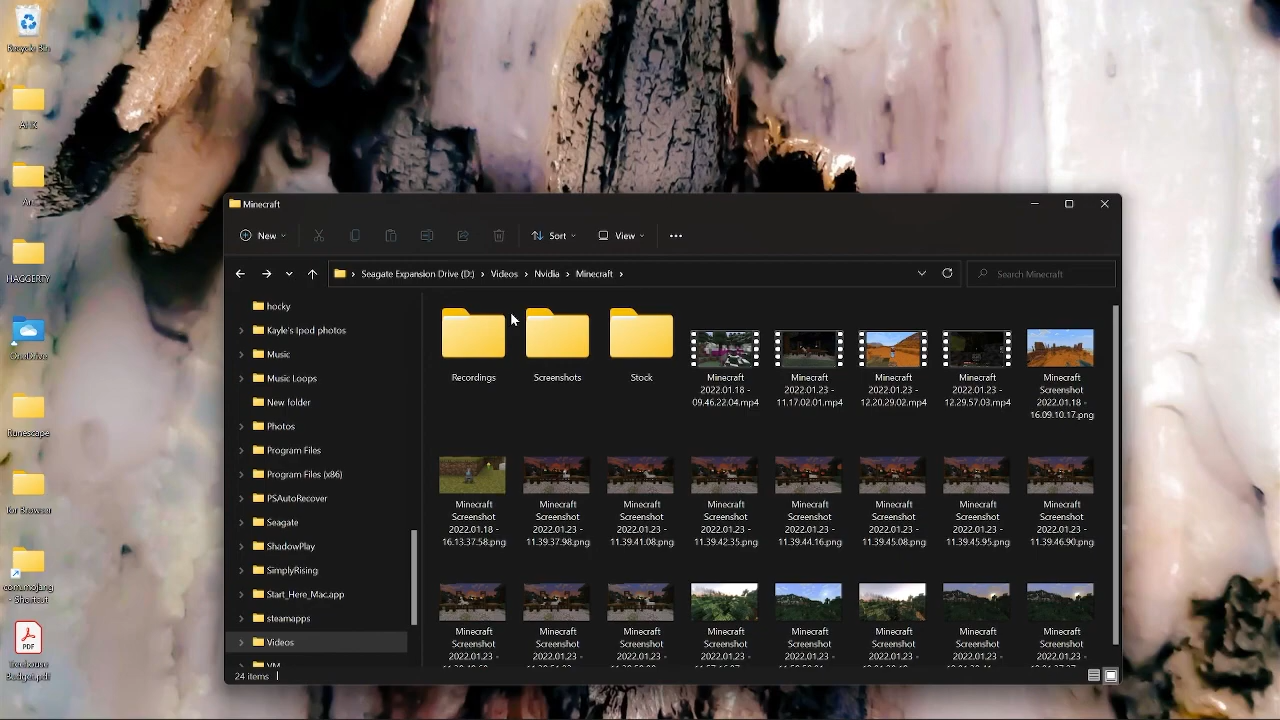 Recycle Bin
HAGGERTY
OneDrive
Runescape
Tor Browser
- Shortcut
PDF
Minecraft
New
Sort
View
Seagate Expansion Drive (D:) > Videos > Nvidia > Minecraft >
Search Minecraft
hocky
Kayle's Ipod photos
Music
Music Loops
New folder
Photos
Program Files
Program Files (x86)
PSAutoRecover
Seagate
ShadowPlay
SimplyRising
Start_Here_Mac.app
steamapps
Videos
VM
Recordings
Screenshots
Stock
Minecraft
2022.01.18 -
09.46.22.04.mp4
Minecraft
2022.01.23 -
11.17.02.01.mp4
Minecraft
2022.01.23 -
12.20.29.02.mp4
Minecraft
2022.01.23 -
12.29.57.03.mp4
Minecraft
Screenshot
2022.01.18 -
16.09.10.17.png
Minecraft
Screenshot
2022.01.18 -
16.13.37.58.png
Minecraft
Screenshot
2022.01.23 -
11.39.37.98.png
Minecraft
Screenshot
2022.01.23 -
11.39.41.08.png
Minecraft
Screenshot
2022.01.23 -
11.39.42.35.png
Minecraft
Screenshot
2022.01.23 -
11.39.44.16.png
Minecraft
Screenshot
2022.01.23 -
11.39.45.08.png
Minecraft
Screenshot
2022.01.23 -
11.39.45.95.png
Minecraft
Screenshot
2022.01.23 -
11.39.46.90.png
Minecraft
Screenshot
2022.01.23 -
Minecraft
Screenshot
2022.01.23 -
Minecraft
Screenshot
2022.01.23 -
Minecraft
Screenshot
2022.01.23 -
Minecraft
Screenshot
2022.01.23 -
Minecraft
Screenshot
2022.01.23 -
Minecraft
Screenshot
2022.01.23 -
Minecraft
Screenshot
2022.01.23 -
24 items